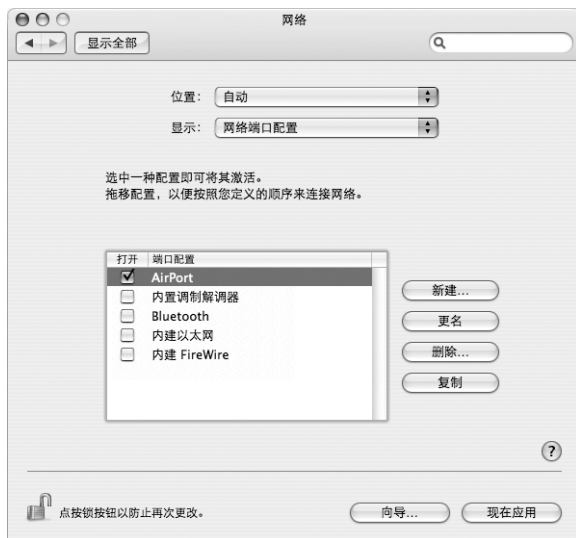 网络
显示全部
位置： 自动
显示： 网络端口配置
选中一种配置即可将其激活。
拖移配置，以便按照您定义的顺序来连接网络。
打开 端口配置
AirPort
内置调制解调器
Bluetooth
内建以太网
内建 FireWire
新建...
更名
删除...
复制
?
点按锁按钮以防止再次更改。
向导...
现在应用